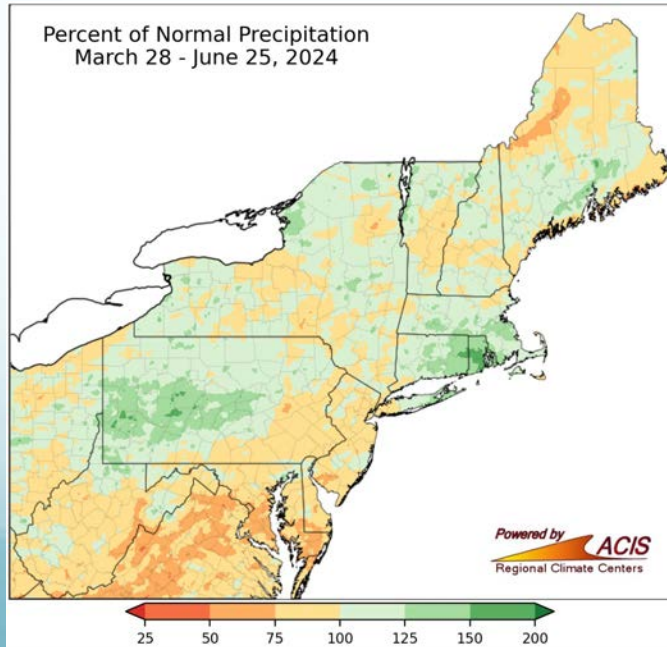 Percent of Normal Precipitation
March 28 - June 25, 2024
Powered by
ACIS
Regional Climate Centers
25 50 75 100 125 150 200